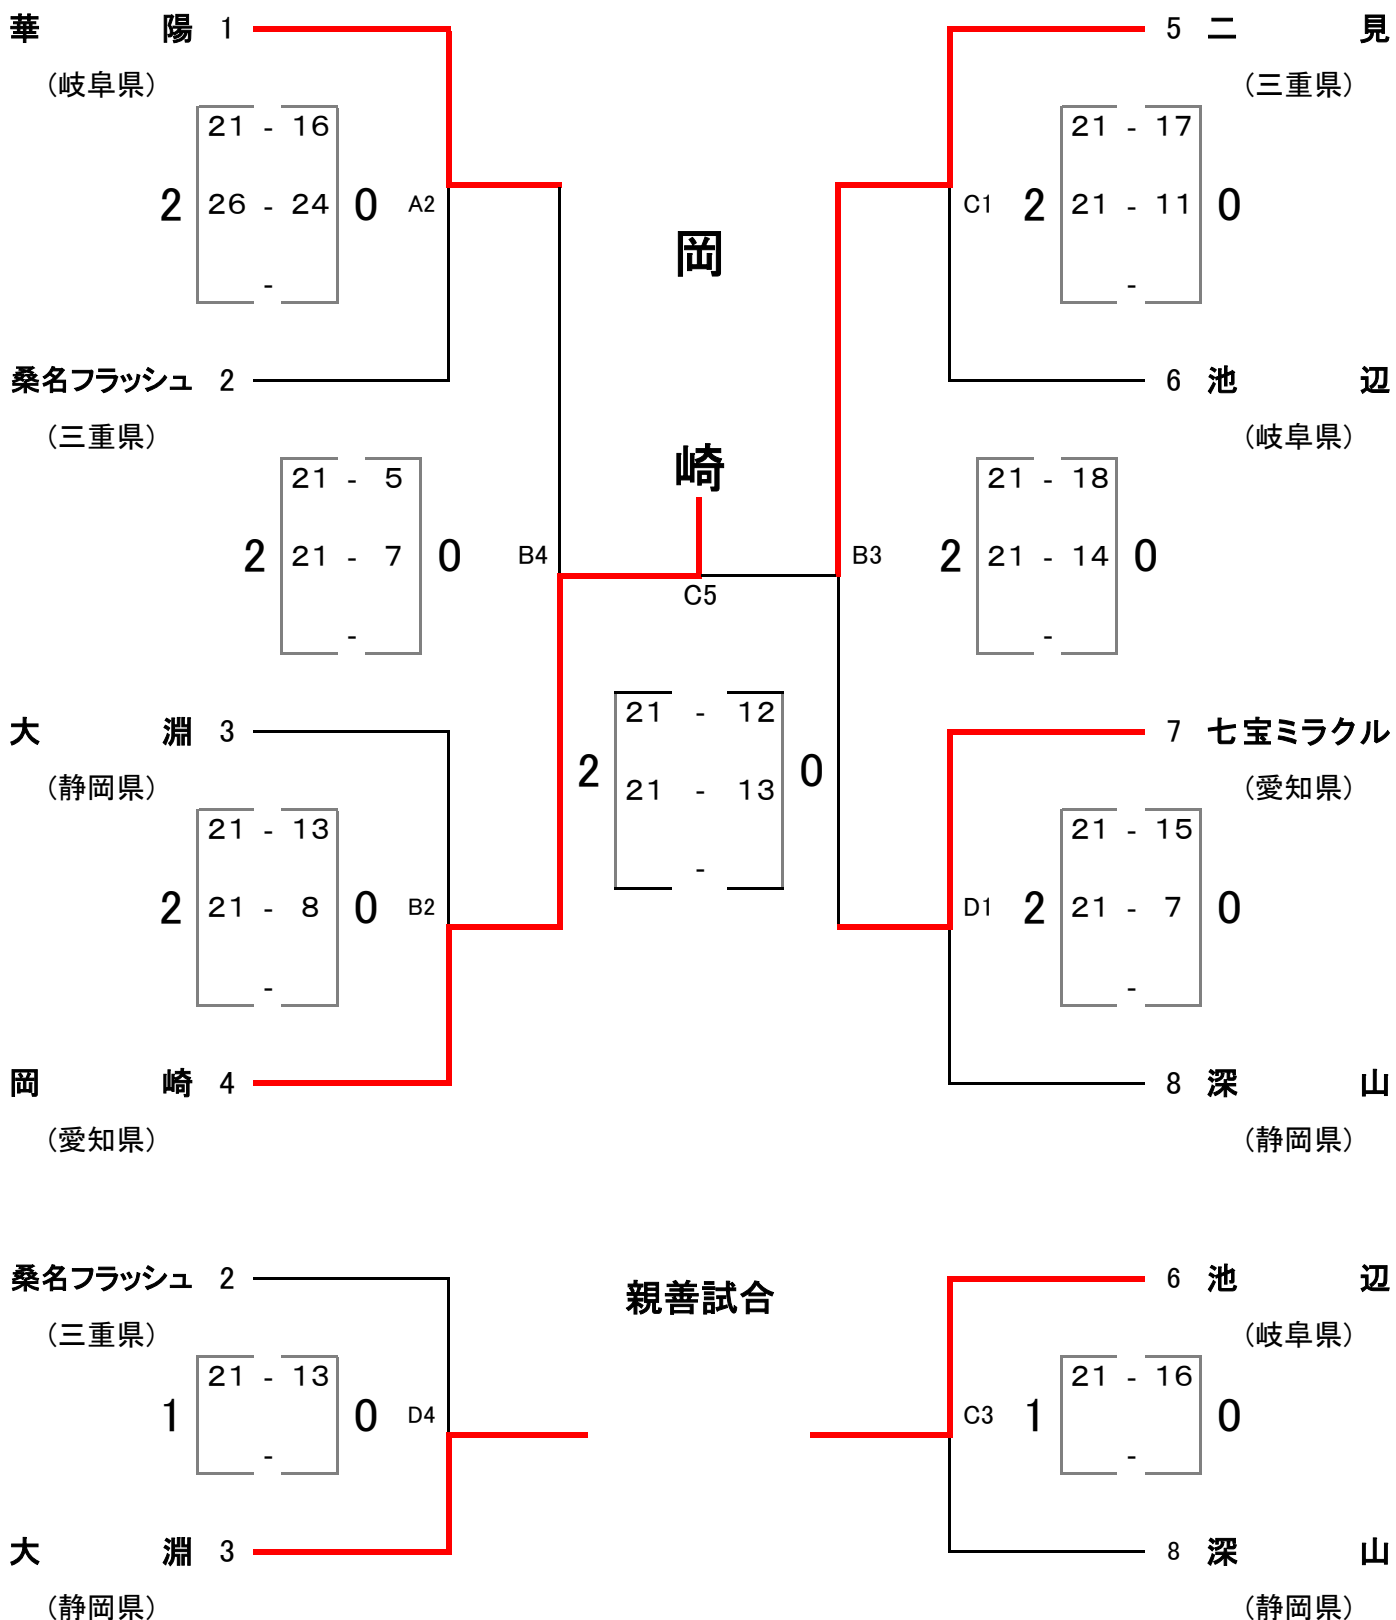 華 陽 1 5 二 見
(岐阜県) (三重県)
21 - 16 21 - 17
2 26 - 24 0 A2 C1 2 21 - 11 0
- -
岡
桑名フラッシュ 2 6 池 辺
(三重県) (岐阜県)
崎
21 - 5 21 - 18
2 21 - 7 0 B4 B3 2 21 - 14 0
C5
- -
大 淵 3 7 七宝ミラクル
(静岡県) (愛知県)
21 - 12
2 21 - 13 0
-
21 - 13 21 - 15
2 21 - 8 0 B2 D1 2 21 - 7 0
- -
岡 崎 4 8 深 山
(愛知県) (静岡県)
桑名フラッシュ 2 親善試合 6 池 辺
(三重県) (岐阜県)
21 - 13 21 - 16
1 0 D4 C3 1 0
- -
大 淵 3 8 深 山
(静岡県) (静岡県)